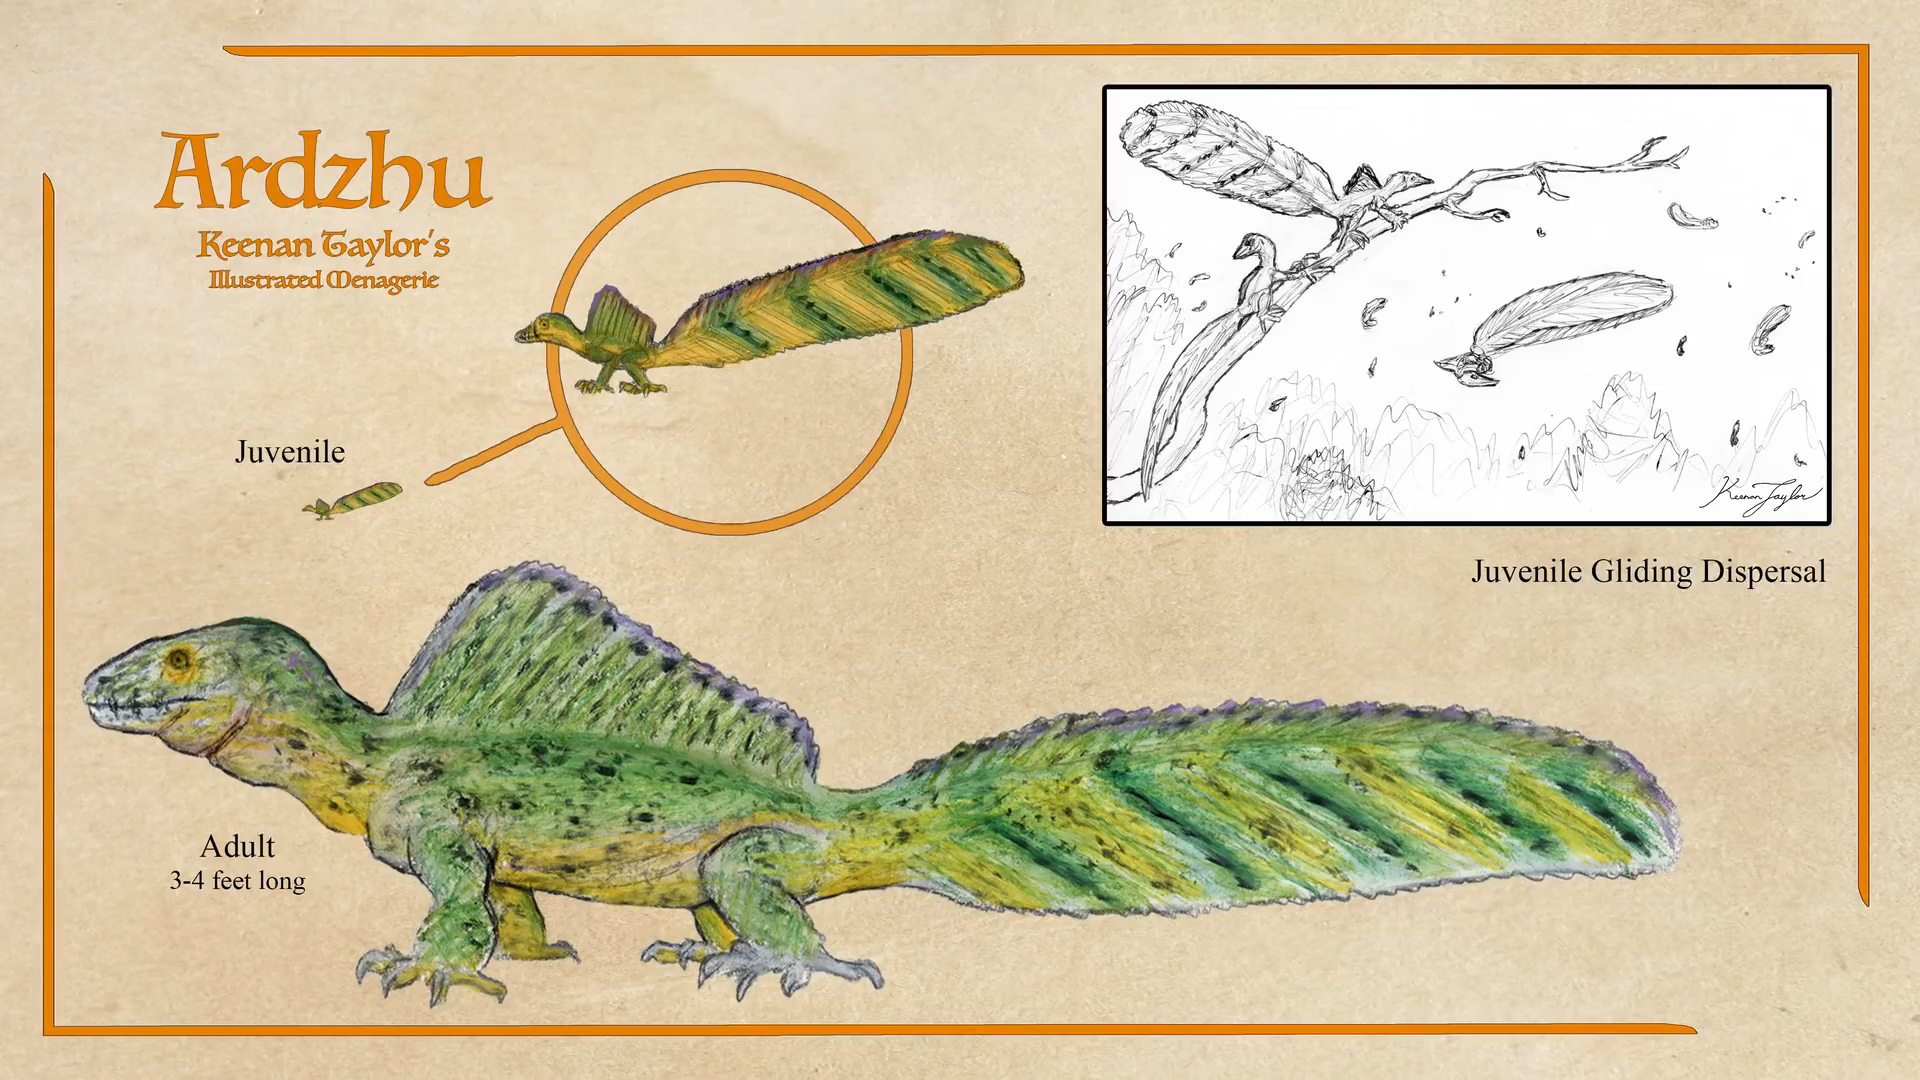 Ardzhu
Keenan Taylor's
Illustrated Menagerie
Juvenile
Keenan Taylor
Juvenile Gliding Dispersal
Adult
3-4 feet long